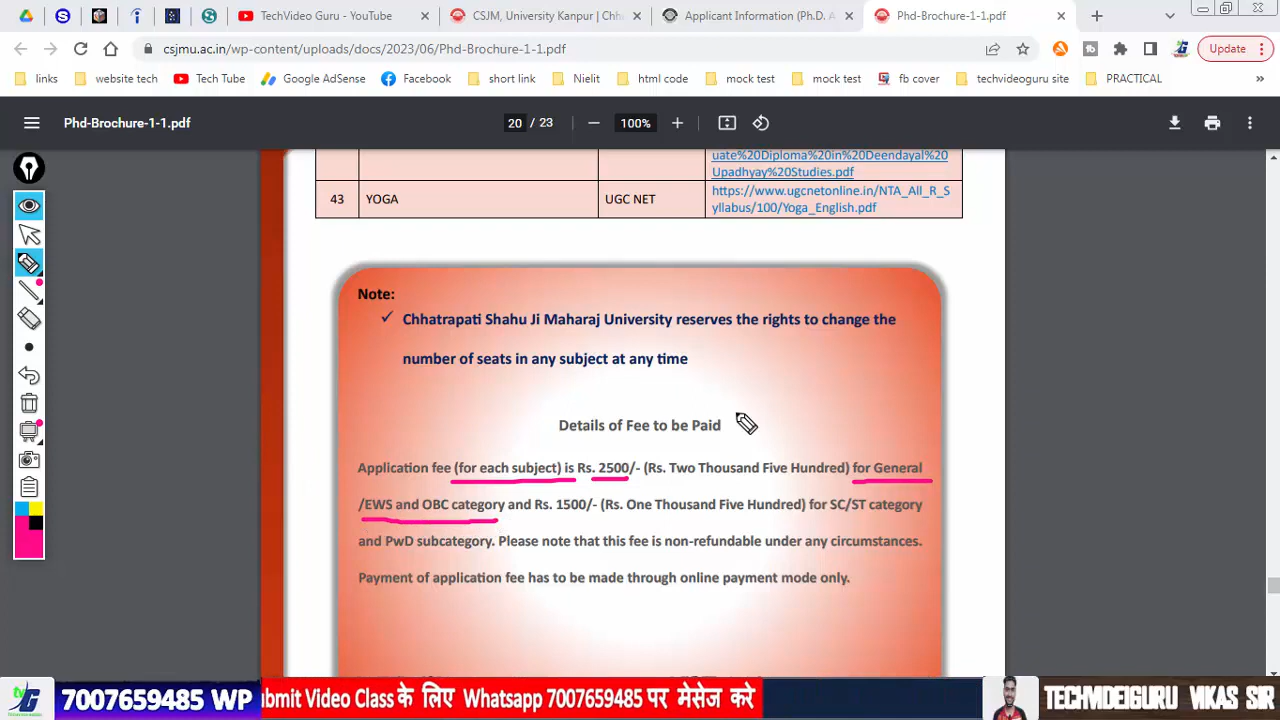 TechVideo Guru - YouTube
CSJM, University Kanpur | Chh
Applicant Information (Ph.D. A
Phd-Brochure-1-1.pdf
csjmu.ac.in/wp-content/uploads/docs/2023/06/Phd-Brochure-1-1.pdf
Update
links
website tech
Tech Tube
Google AdSense
Facebook
short link
Nielit
html code
mock test
mock test
fb cover
techvideoguru site
PRACTICAL
»
Phd-Brochure-1-1.pdf
20 / 23
100%
uate%20Diploma%20in%20Deendayal%20
Upadhyay%20Studies.pdf
43 YOGA UGC NET https://www.ugcnetonline.in/NTA_All_R_S
yllabus/100/Yoga_English.pdf
Note:
✓ Chhatrapati Shahu Ji Maharaj University reserves the rights to change the
number of seats in any subject at any time
Details of Fee to be Paid
Application fee (for each subject) is Rs. 2500/- (Rs. Two Thousand Five Hundred) for General
/EWS and OBC category and Rs. 1500/- (Rs. One Thousand Five Hundred) for SC/ST category
and PwD subcategory. Please note that this fee is non-refundable under any circumstances.
Payment of application fee has to be made through online payment mode only.
7007659485 WP
ubmit Video Class के लिए Whatsapp 7007659485 पर मेसेज करे
TECHVIDEIGURU VIKAS SIR